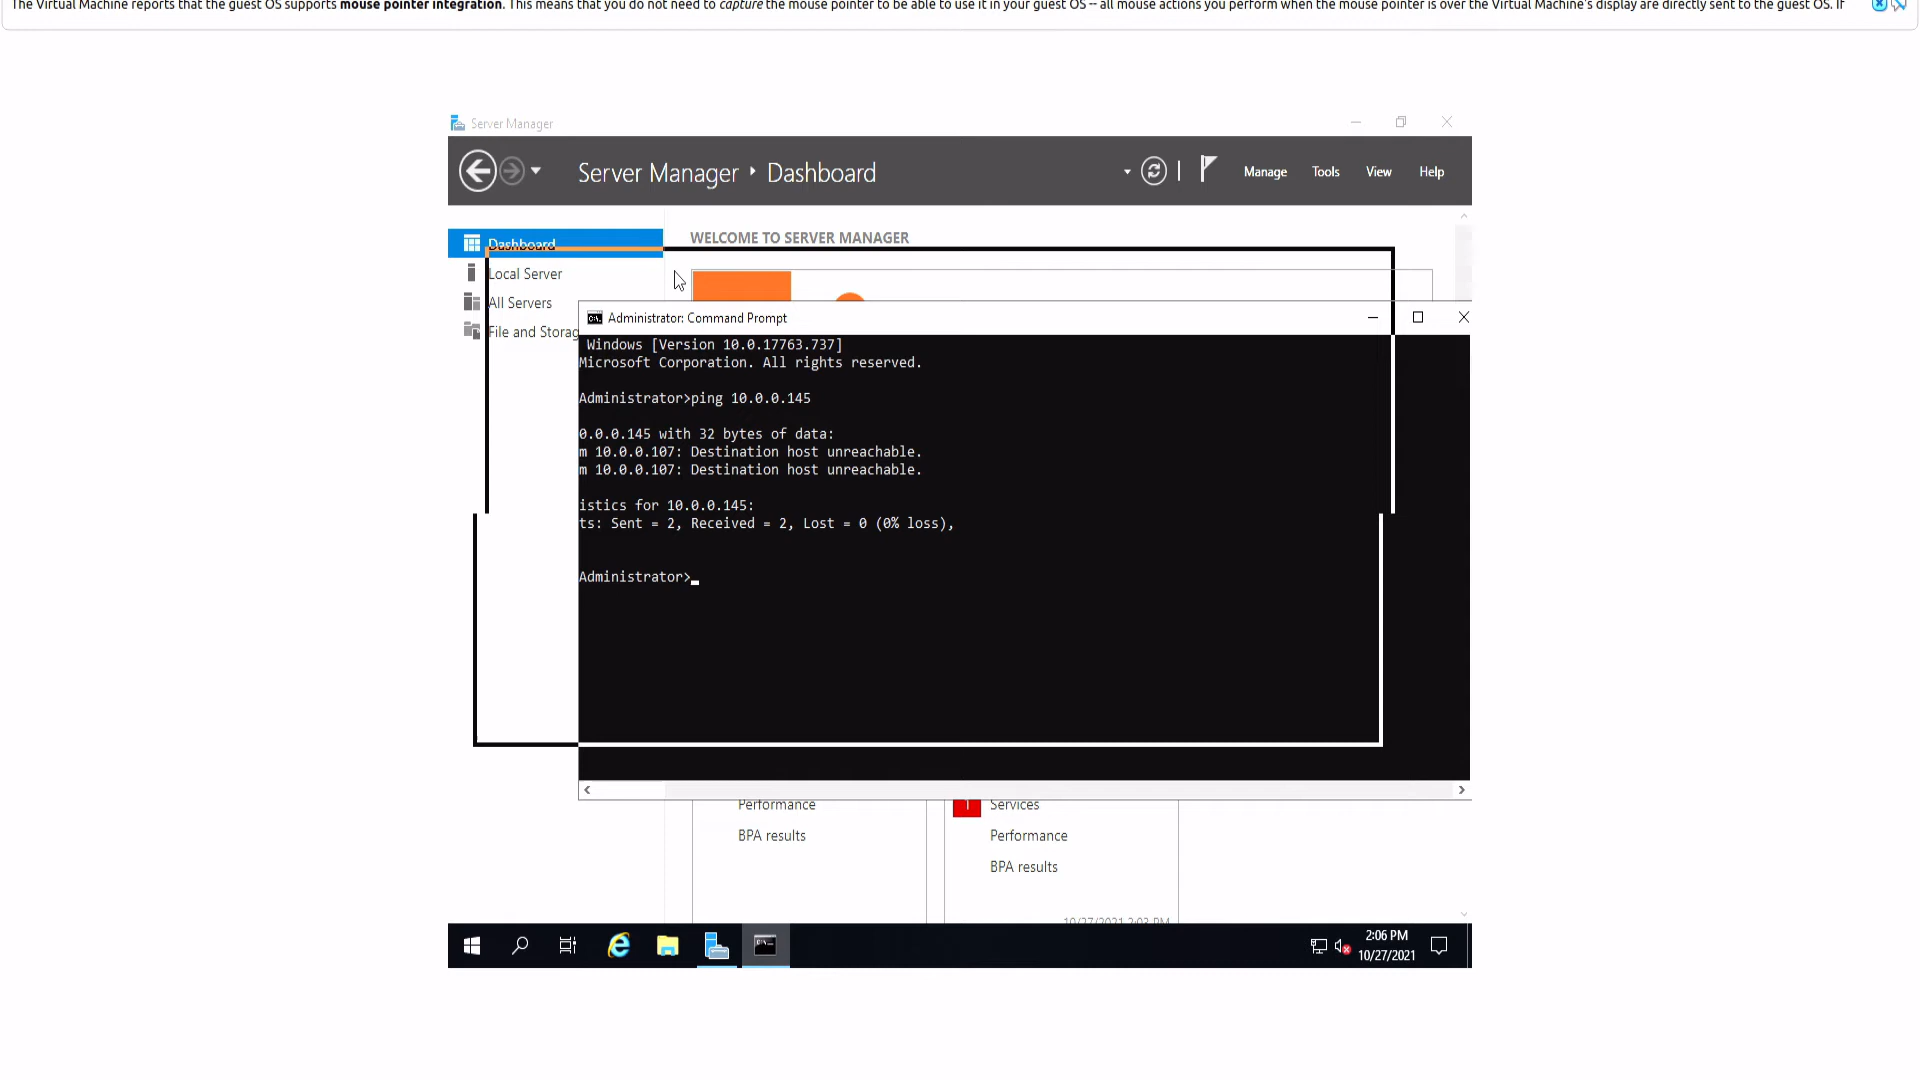 The Virtual Machine reports that the guest OS supports mouse pointer integration. This means that you do not need to capture the mouse pointer to be able to use it in your guest OS -- all mouse actions you perform when the mouse pointer is over the Virtual Machine's display are directly sent to the guest OS. If
Server Manager
Server Manager Dashboard
Manage Tools View Help
Dashboard
Local Server
All Servers
File and Storag
WELCOME TO SERVER MANAGER
Administrator: Command Prompt
Windows [Version 10.0.17763.737]
Microsoft Corporation. All rights reserved.
Administrator>ping 10.0.0.145
0.0.0.145 with 32 bytes of data:
m 10.0.0.107: Destination host unreachable.
m 10.0.0.107: Destination host unreachable.
istics for 10.0.0.145:
ts: Sent = 2, Received = 2, Lost = 0 (0% loss),
Administrator>
Performance
BPA results
1 Services
Performance
BPA results
10/27/2021 2:03 PM
2:06 PM
10/27/2021